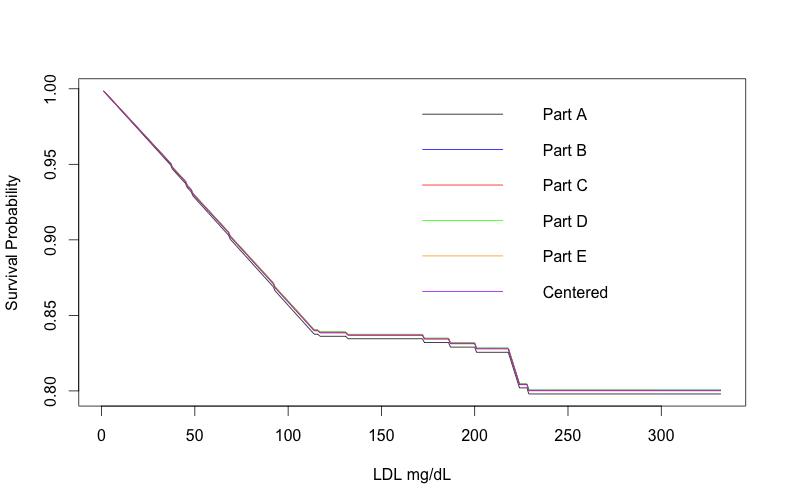 1.00
0.95
0.90
0.85
0.80
Survival Probability
Part A
Part B
Part C
Part D
Part E
Centered
0 50 100 150 200 250 300
LDL mg/dL